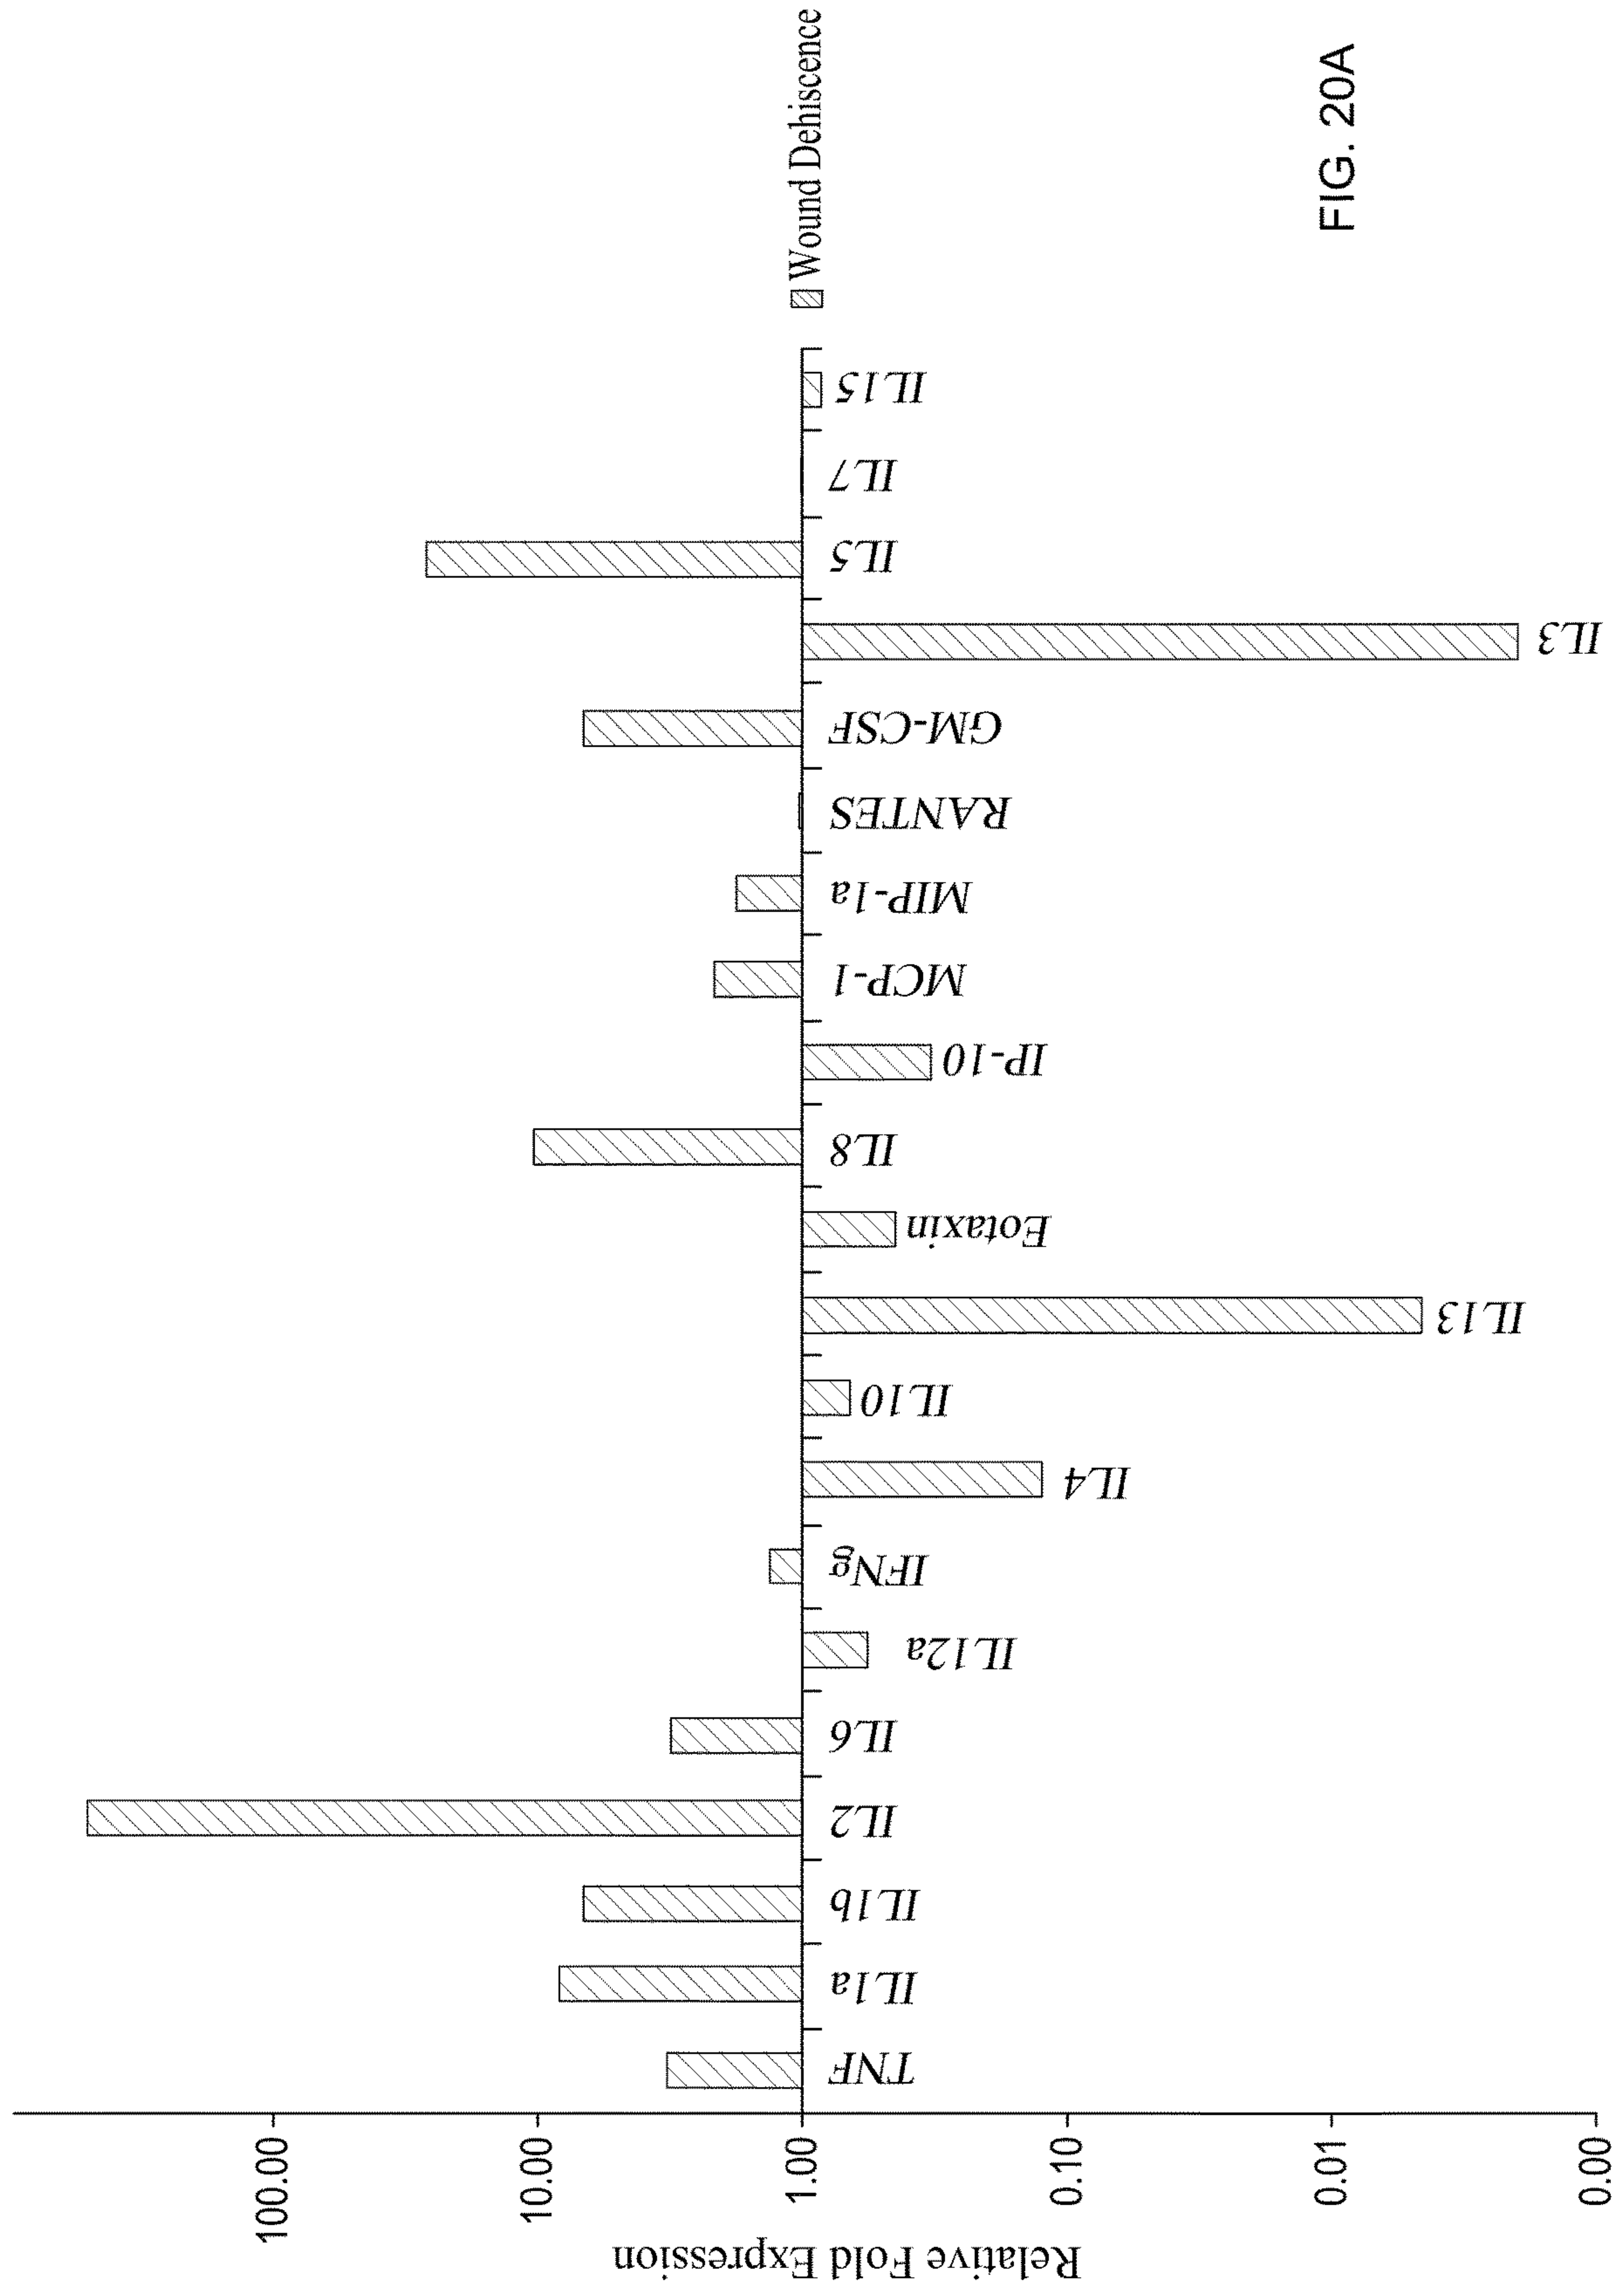 Relative Fold Expression
100.00
10.00
1.00
0.10
0.01
0.00
TNF
IL1a
IL1b
IL2
IL6
IL12a
IFNg
IL4
IL10
IL13
Eotaxin
IL8
IP-10
MCP-1
MIP-1a
RANTES
GM-CSF
IL3
IL5
IL7
IL15
Wound Dehiscence
FIG. 20A